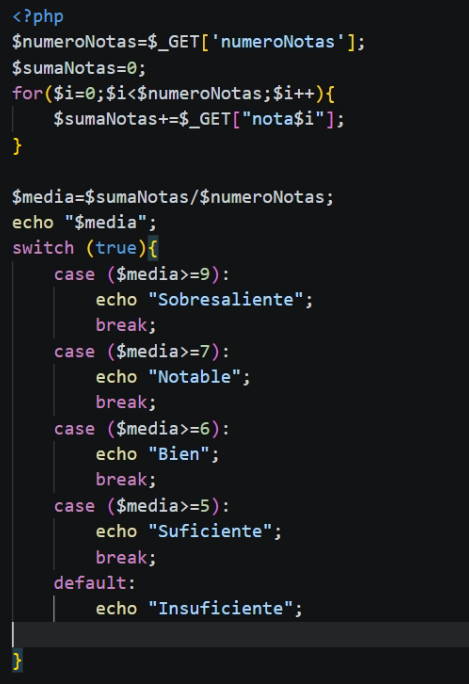 <?php
$numeroNotas=$_GET['numeroNotas'];
$sumaNotas=0;
for($i=0;$i<$numeroNotas;$i++){
    $sumaNotas+=$_GET["nota$i"];
}

$media=$sumaNotas/$numeroNotas;
echo "$media";
switch (true){
    case ($media>=9):
        echo "Sobresaliente";
        break;
    case ($media>=7):
        echo "Notable";
        break;
    case ($media>=6):
        echo "Bien";
        break;
    case ($media>=5):
        echo "Suficiente";
        break;
    default:
        echo "Insuficiente";

}